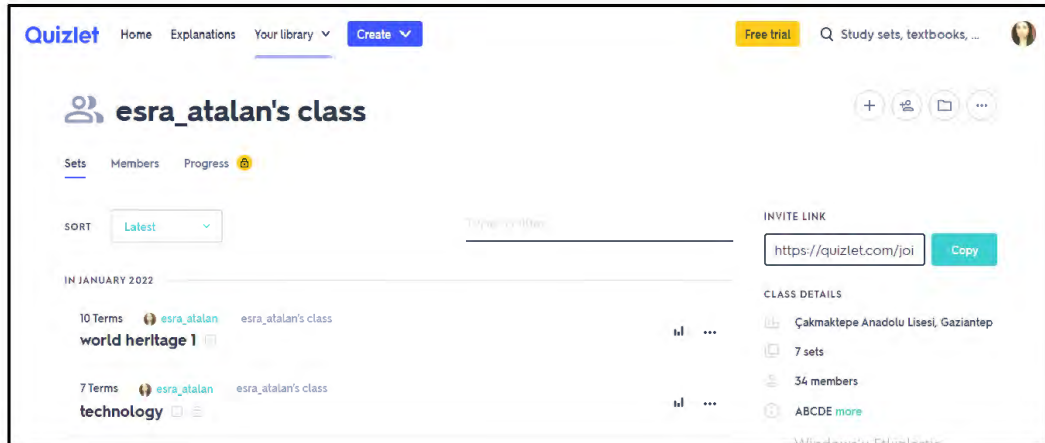 Quizlet Home Explanations Your library Create Free trial Study sets, textbooks, ...
esra_atalan's class
Sets Members Progress
SORT Latest
INVITE LINK
https://quizlet.com/joi Copy
IN JANUARY 2022
CLASS DETAILS
10 Terms esra_atalan esra_atalan's class
world heritage 1
Çakmaktepe Anadolu Lisesi, Gaziantep
7 sets
34 members
7 Terms esra_atalan esra_atalan's class
technology
ABCDE more